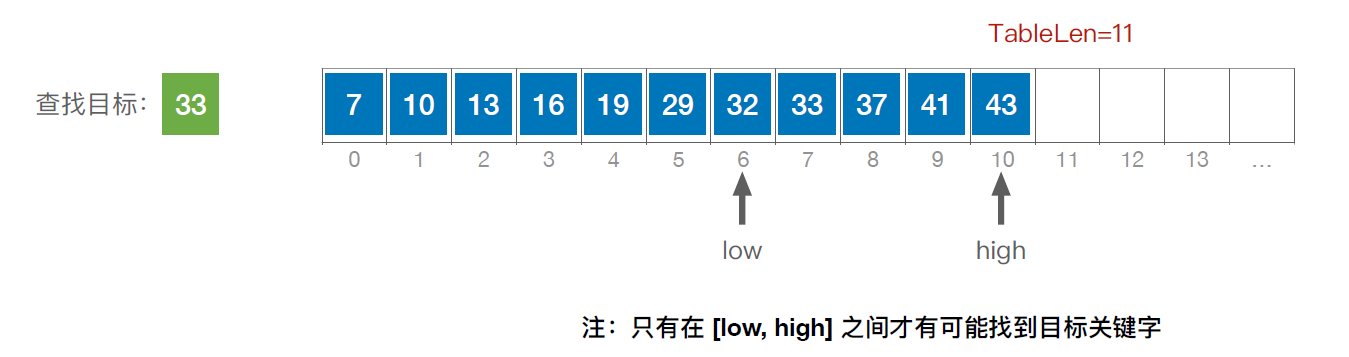 TableLen=11
查找目标： 33 7 10 13 16 19 29 32 33 37 41 43
0 1 2 3 4 5 6 7 8 9 10 11 12 13 ...
low high
注：只有在 [low, high] 之间才有可能找到目标关键字